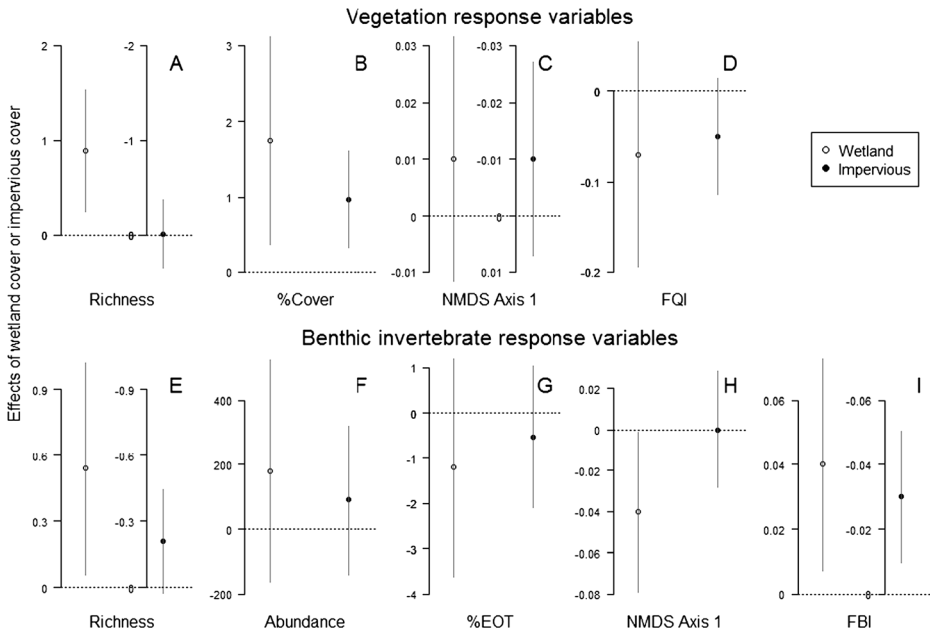 Vegetation response variables
Effects of wetland cover or impervious cover
A
2
1
0
-2
-1
0
Richness
B
3
2
1
0
%Cover
C
0.03
0.02
0.01
0
-0.01
-0.03
-0.02
-0.01
0
0.01
NMDS Axis 1
D
0
-0.1
-0.2
FQI
Wetland
Impervious
Benthic invertebrate response variables
E
0.9
0.6
0.3
0
-0.9
-0.6
-0.3
0
Richness
F
400
200
0
-200
Abundance
G
1
0
-1
-2
-3
-4
%EOT
H
0.02
0
-0.02
-0.04
-0.06
-0.08
NMDS Axis 1
I
0.06
0.04
0.02
0
-0.06
-0.04
-0.02
0
FBI